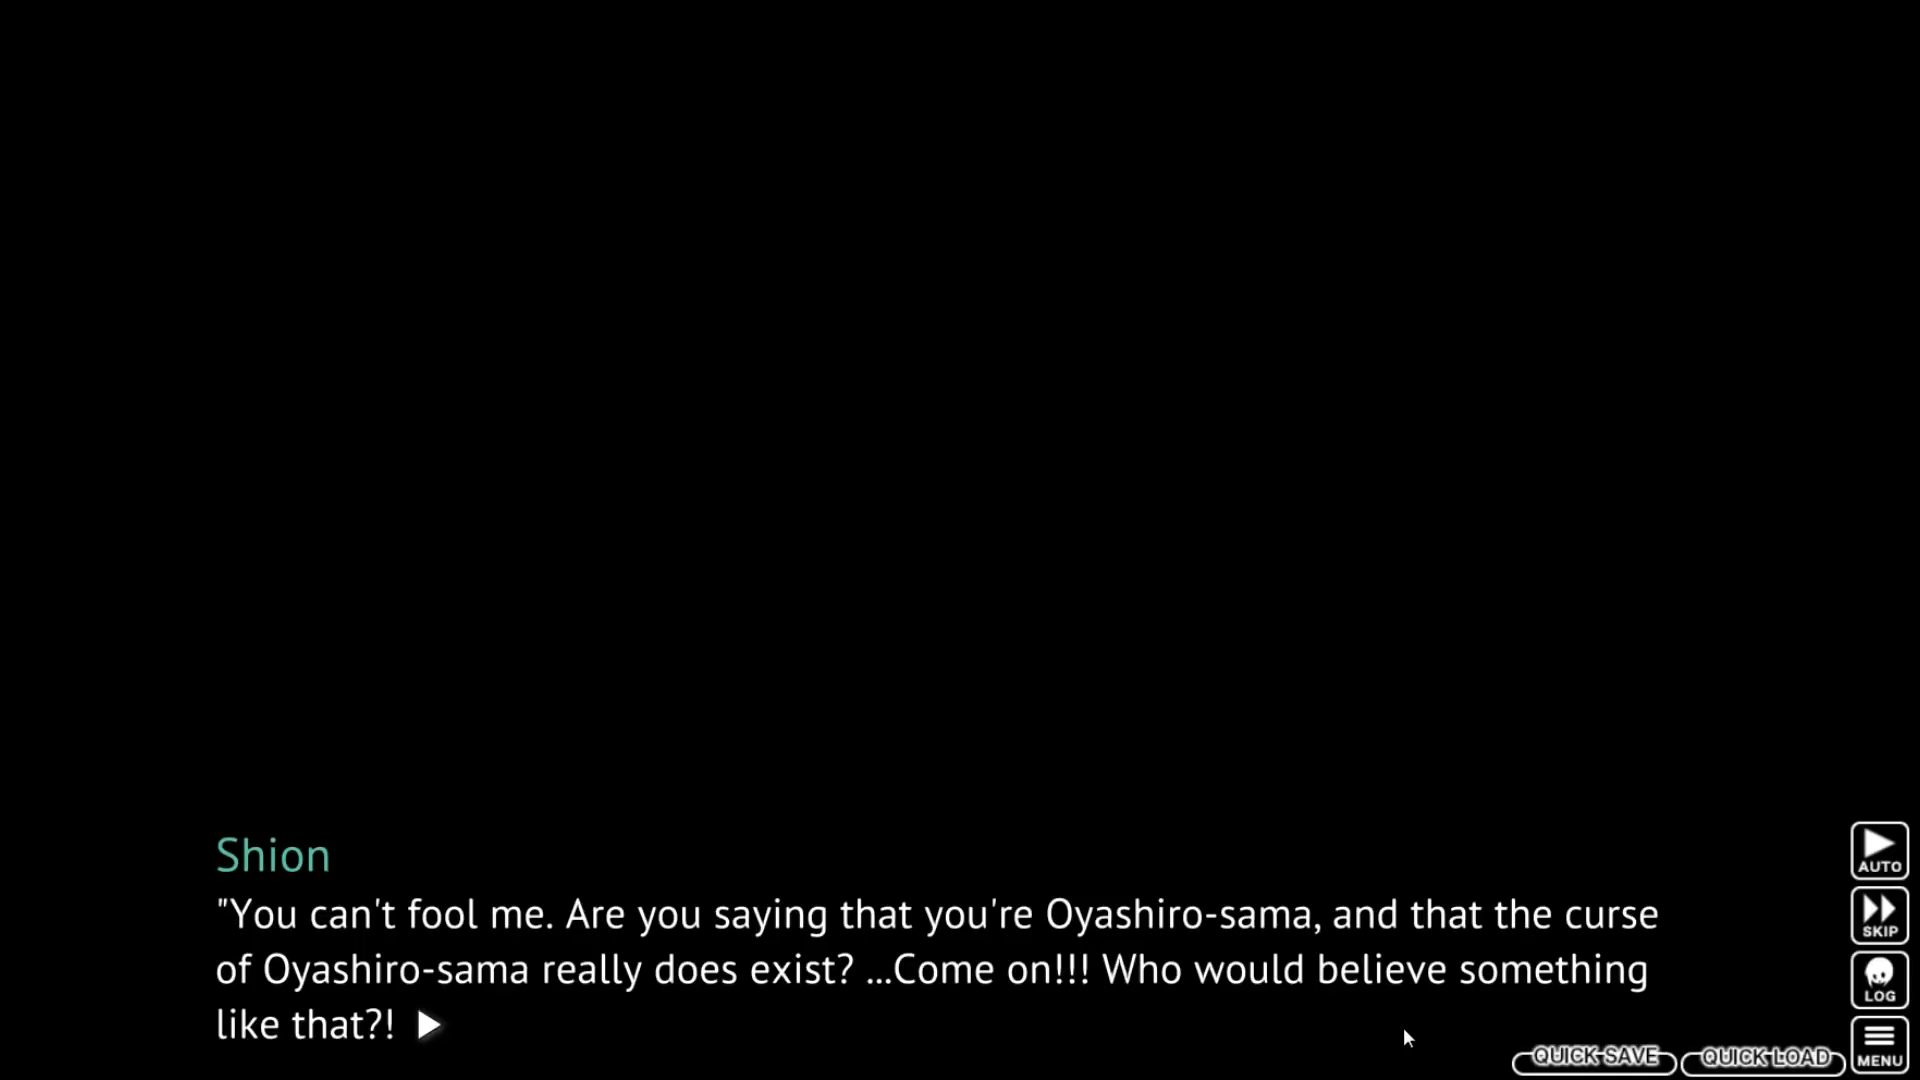 Shion
"You can't fool me. Are you saying that you're Oyashiro-sama, and that the curse
of Oyashiro-sama really does exist? ...Come on!!! Who would believe something
like that?!
AUTO
SKIP
LOG
MENU
QUICK SAVE
QUICK LOAD